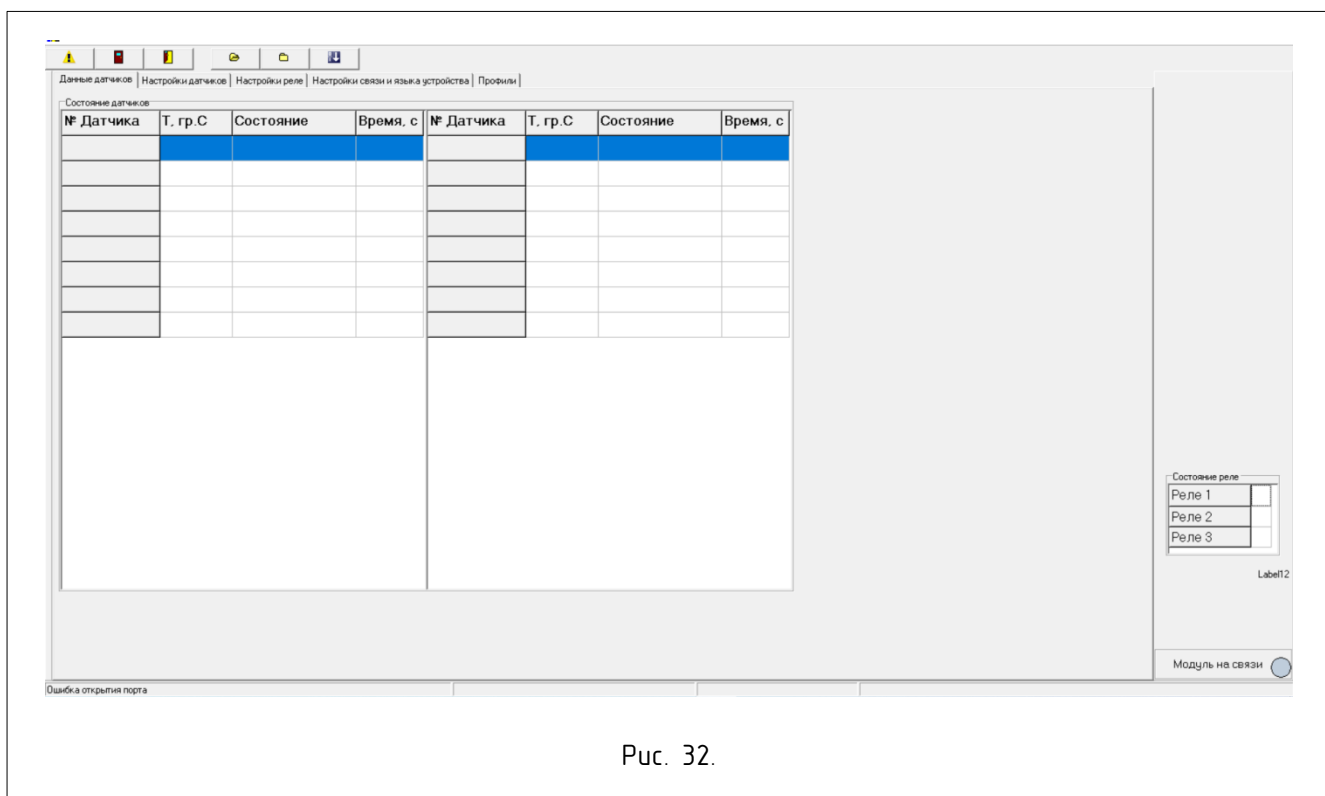 Данные датчиков Настройки датчиков Настройки реле Настройки связи и языка устройства Профили
Состояние датчиков
№ Датчика Т, гр.С Состояние Время, с № Датчика Т, гр.С Состояние Время, с
Состояние реле
Реле 1
Реле 2
Реле 3
Label12
Модуль на связи
Ошибка открытия порта
Рис. 32.